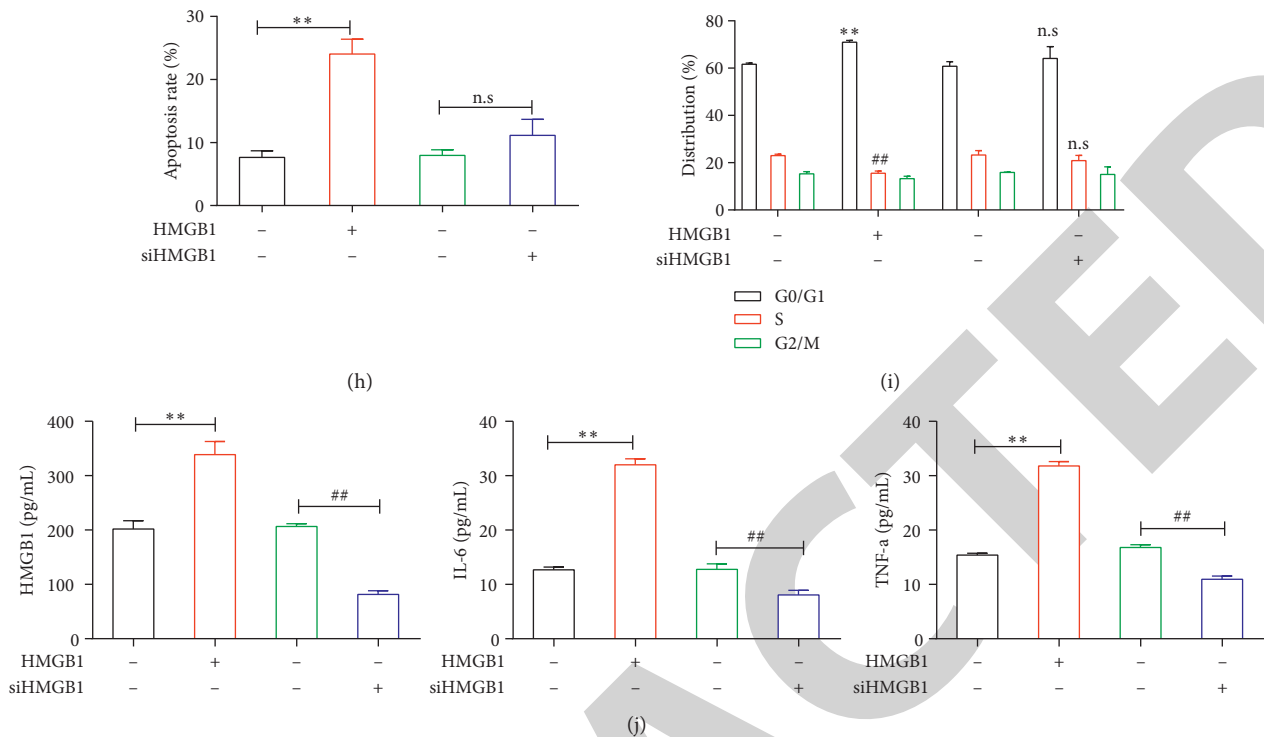 Apoptosis rate (%)
30
20
10
0
**
n.s
HMGB1 – + – –
siHMGB1 – – – +
(h)
Distribution (%)
80
60
40
20
0
**
##
n.s
n.s
HMGB1 – + – –
siHMGB1 – – – +
G0/G1
S
G2/M
(i)
HMGB1 (pg/mL)
400
300
200
100
0
**
##
HMGB1 – + – –
siHMGB1 – – – +
IL-6 (pg/mL)
40
30
20
10
0
**
##
– + – –
– – – +
TNF-a (pg/mL)
40
30
20
10
0
**
##
HMGB1 – + – –
siHMGB1 – – – +
(j)